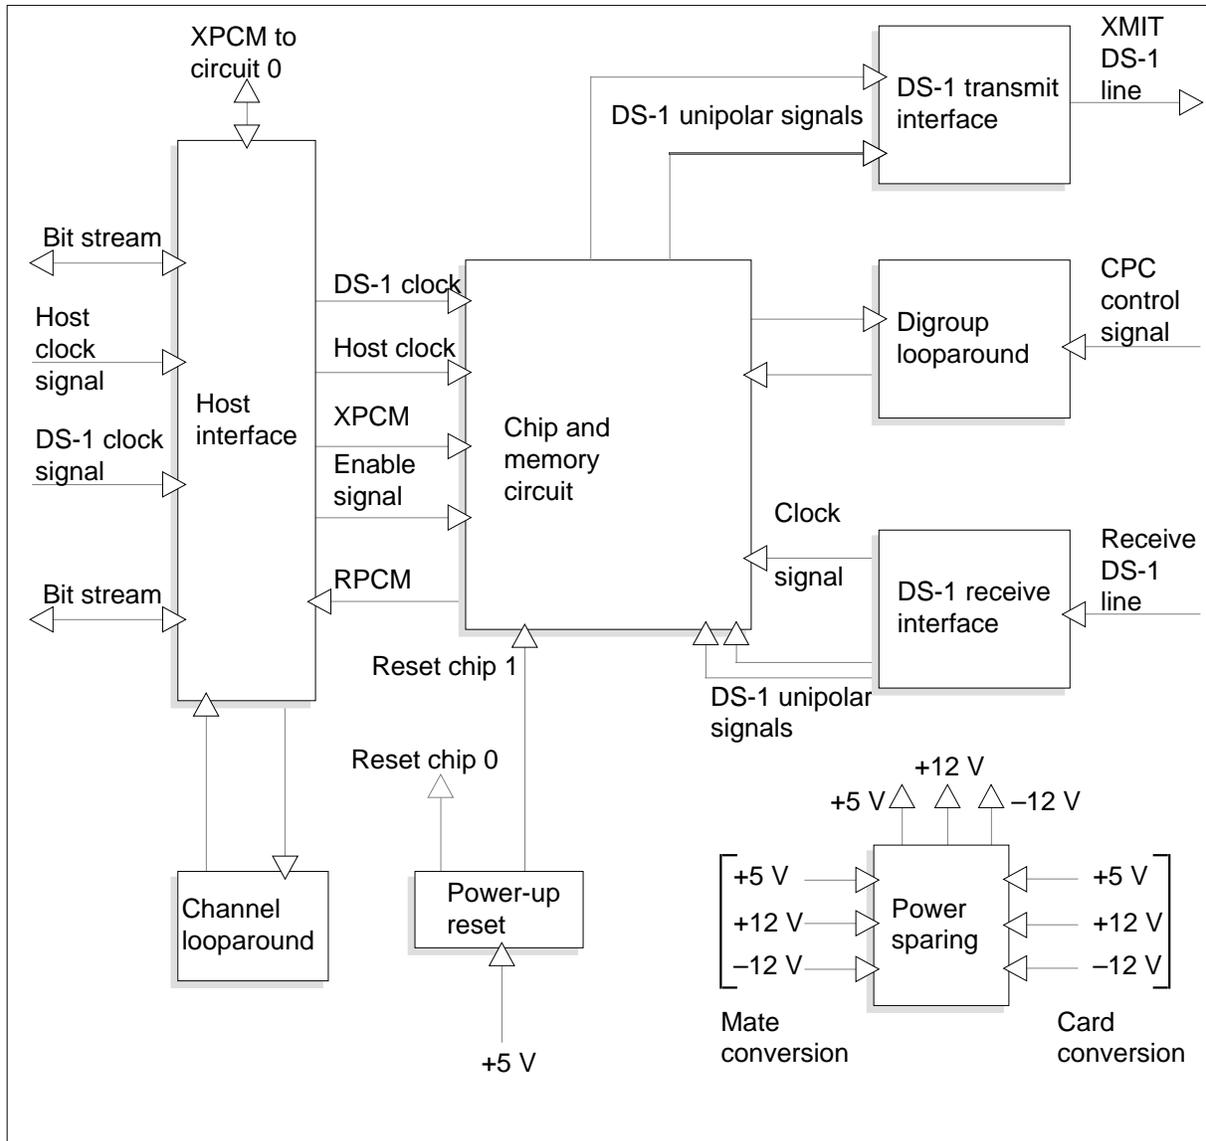 XPCM to
circuit 0
XMIT
DS-1
line
DS-1 transmit
interface
DS-1 unipolar signals
Bit stream
Host
clock
signal
DS-1 clock
signal
Bit stream
Host
interface
DS-1 clock
Host clock
XPCM
Enable
signal
RPCM
Chip and
memory
circuit
Digroup
looparound
CPC
control
signal
Clock
signal
DS-1 receive
interface
Receive
DS-1
line
DS-1 unipolar
signals
Reset chip 1
Reset chip 0
Channel
looparound
Power-up
reset
+5 V
+12 V
+5 V
–12 V
+5 V
+12 V
–12 V
Power
sparing
+5 V
+12 V
–12 V
Mate
conversion
Card
conversion